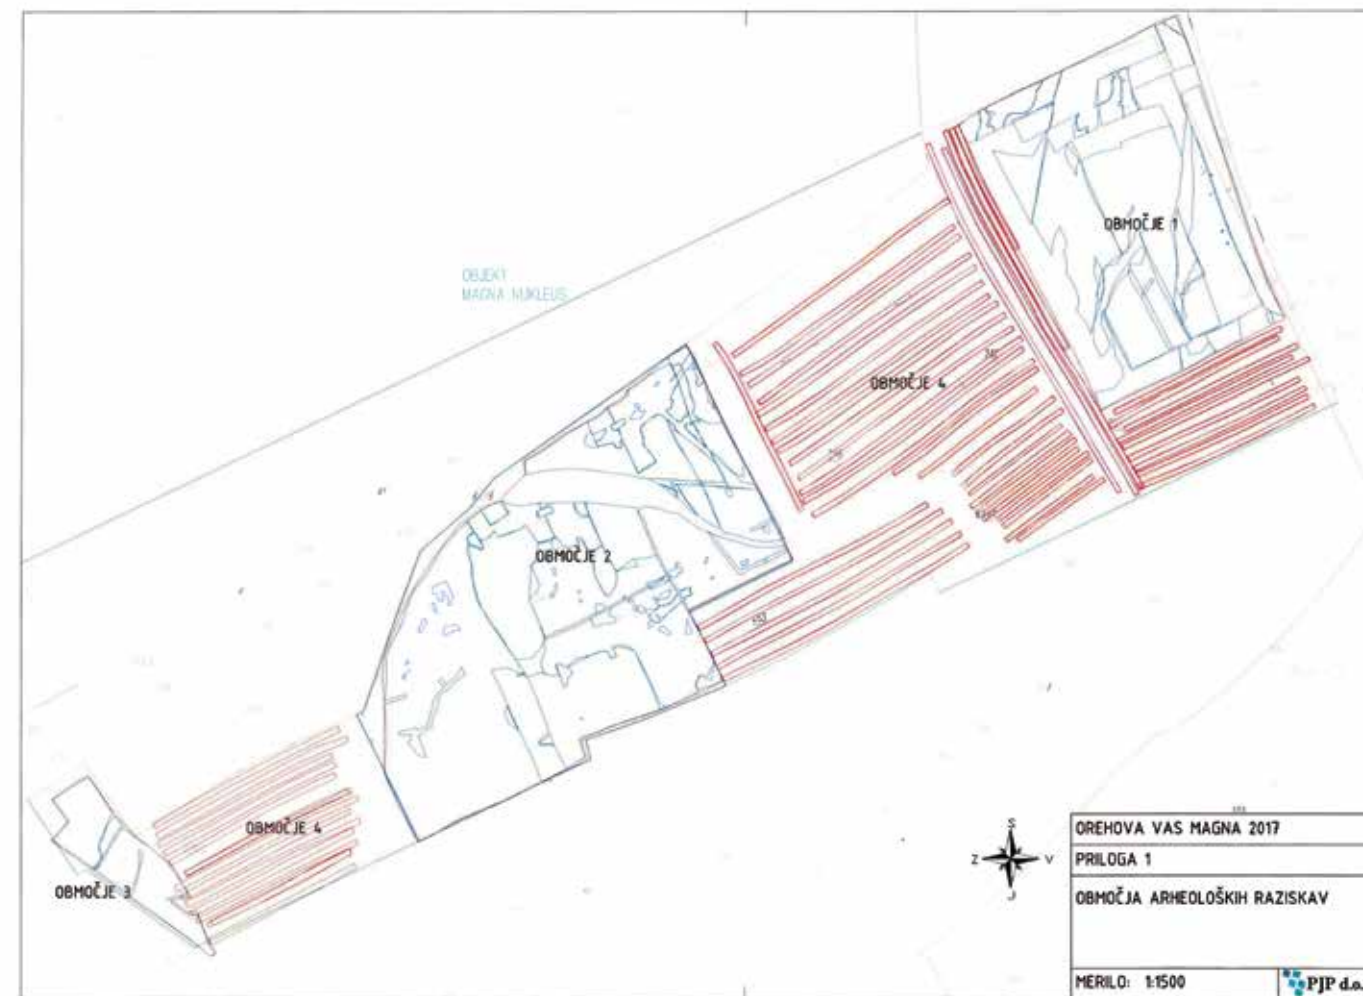 OBMOČJE 1
OBJEKT
MAGNA NUKLEUS
OBMOČJE 4
OBMOČJE 2
OBMOČJE 4
OBMOČJE 3
S
Z V
J
OREHOVA VAS MAGNA 2017
PRILOGA 1
OBMOČJA ARHEOLOŠKIH RAZISKAV
MERILO: 1:1500
PJP d.o.